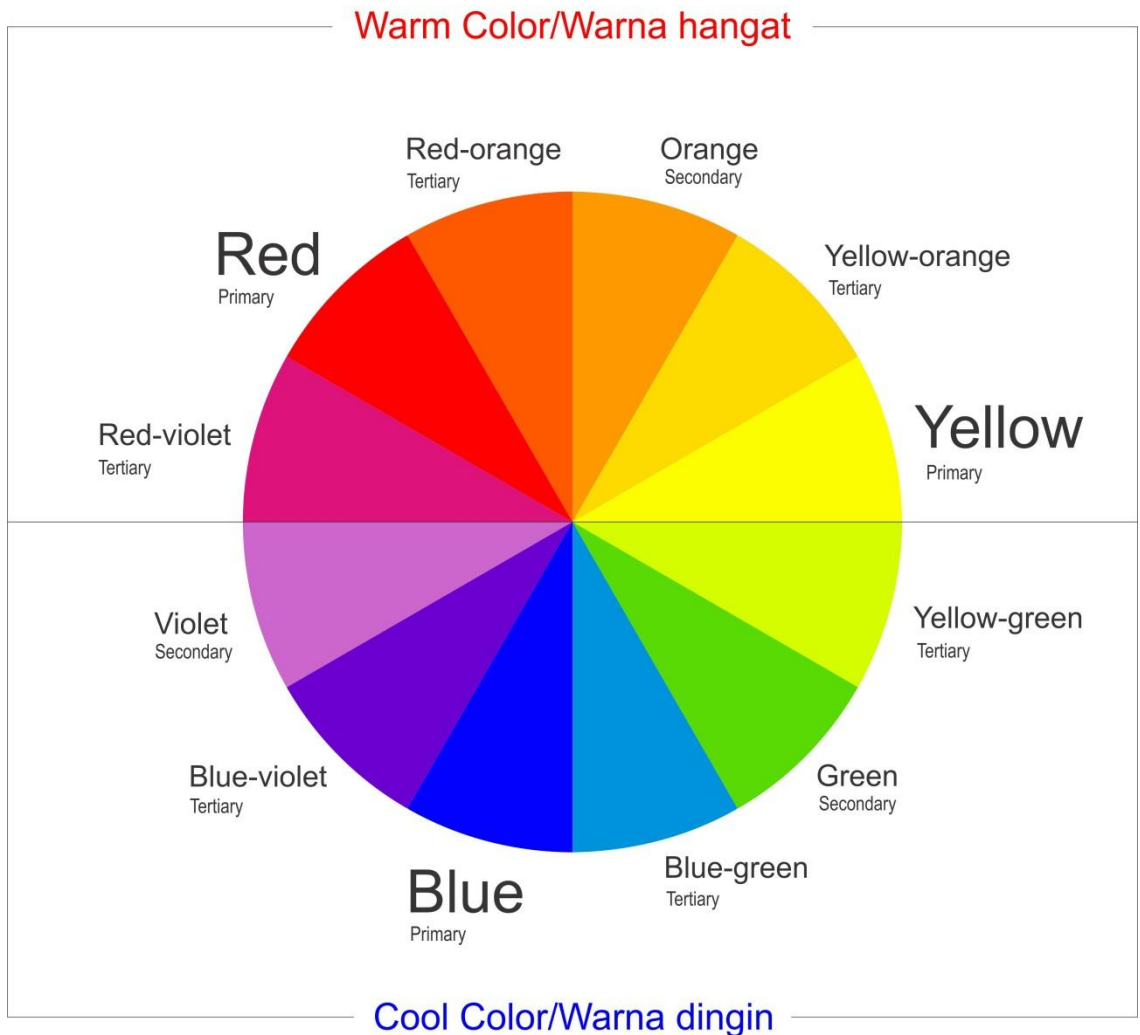 Warm Color/Warna hangat
Red-orange
Tertiary
Orange
Secondary
Red
Primary
Yellow-orange
Tertiary
Red-violet
Tertiary
Yellow
Primary
Violet
Secondary
Yellow-green
Tertiary
Blue-violet
Tertiary
Green
Secondary
Blue
Primary
Blue-green
Tertiary
Cool Color/Warna dingin